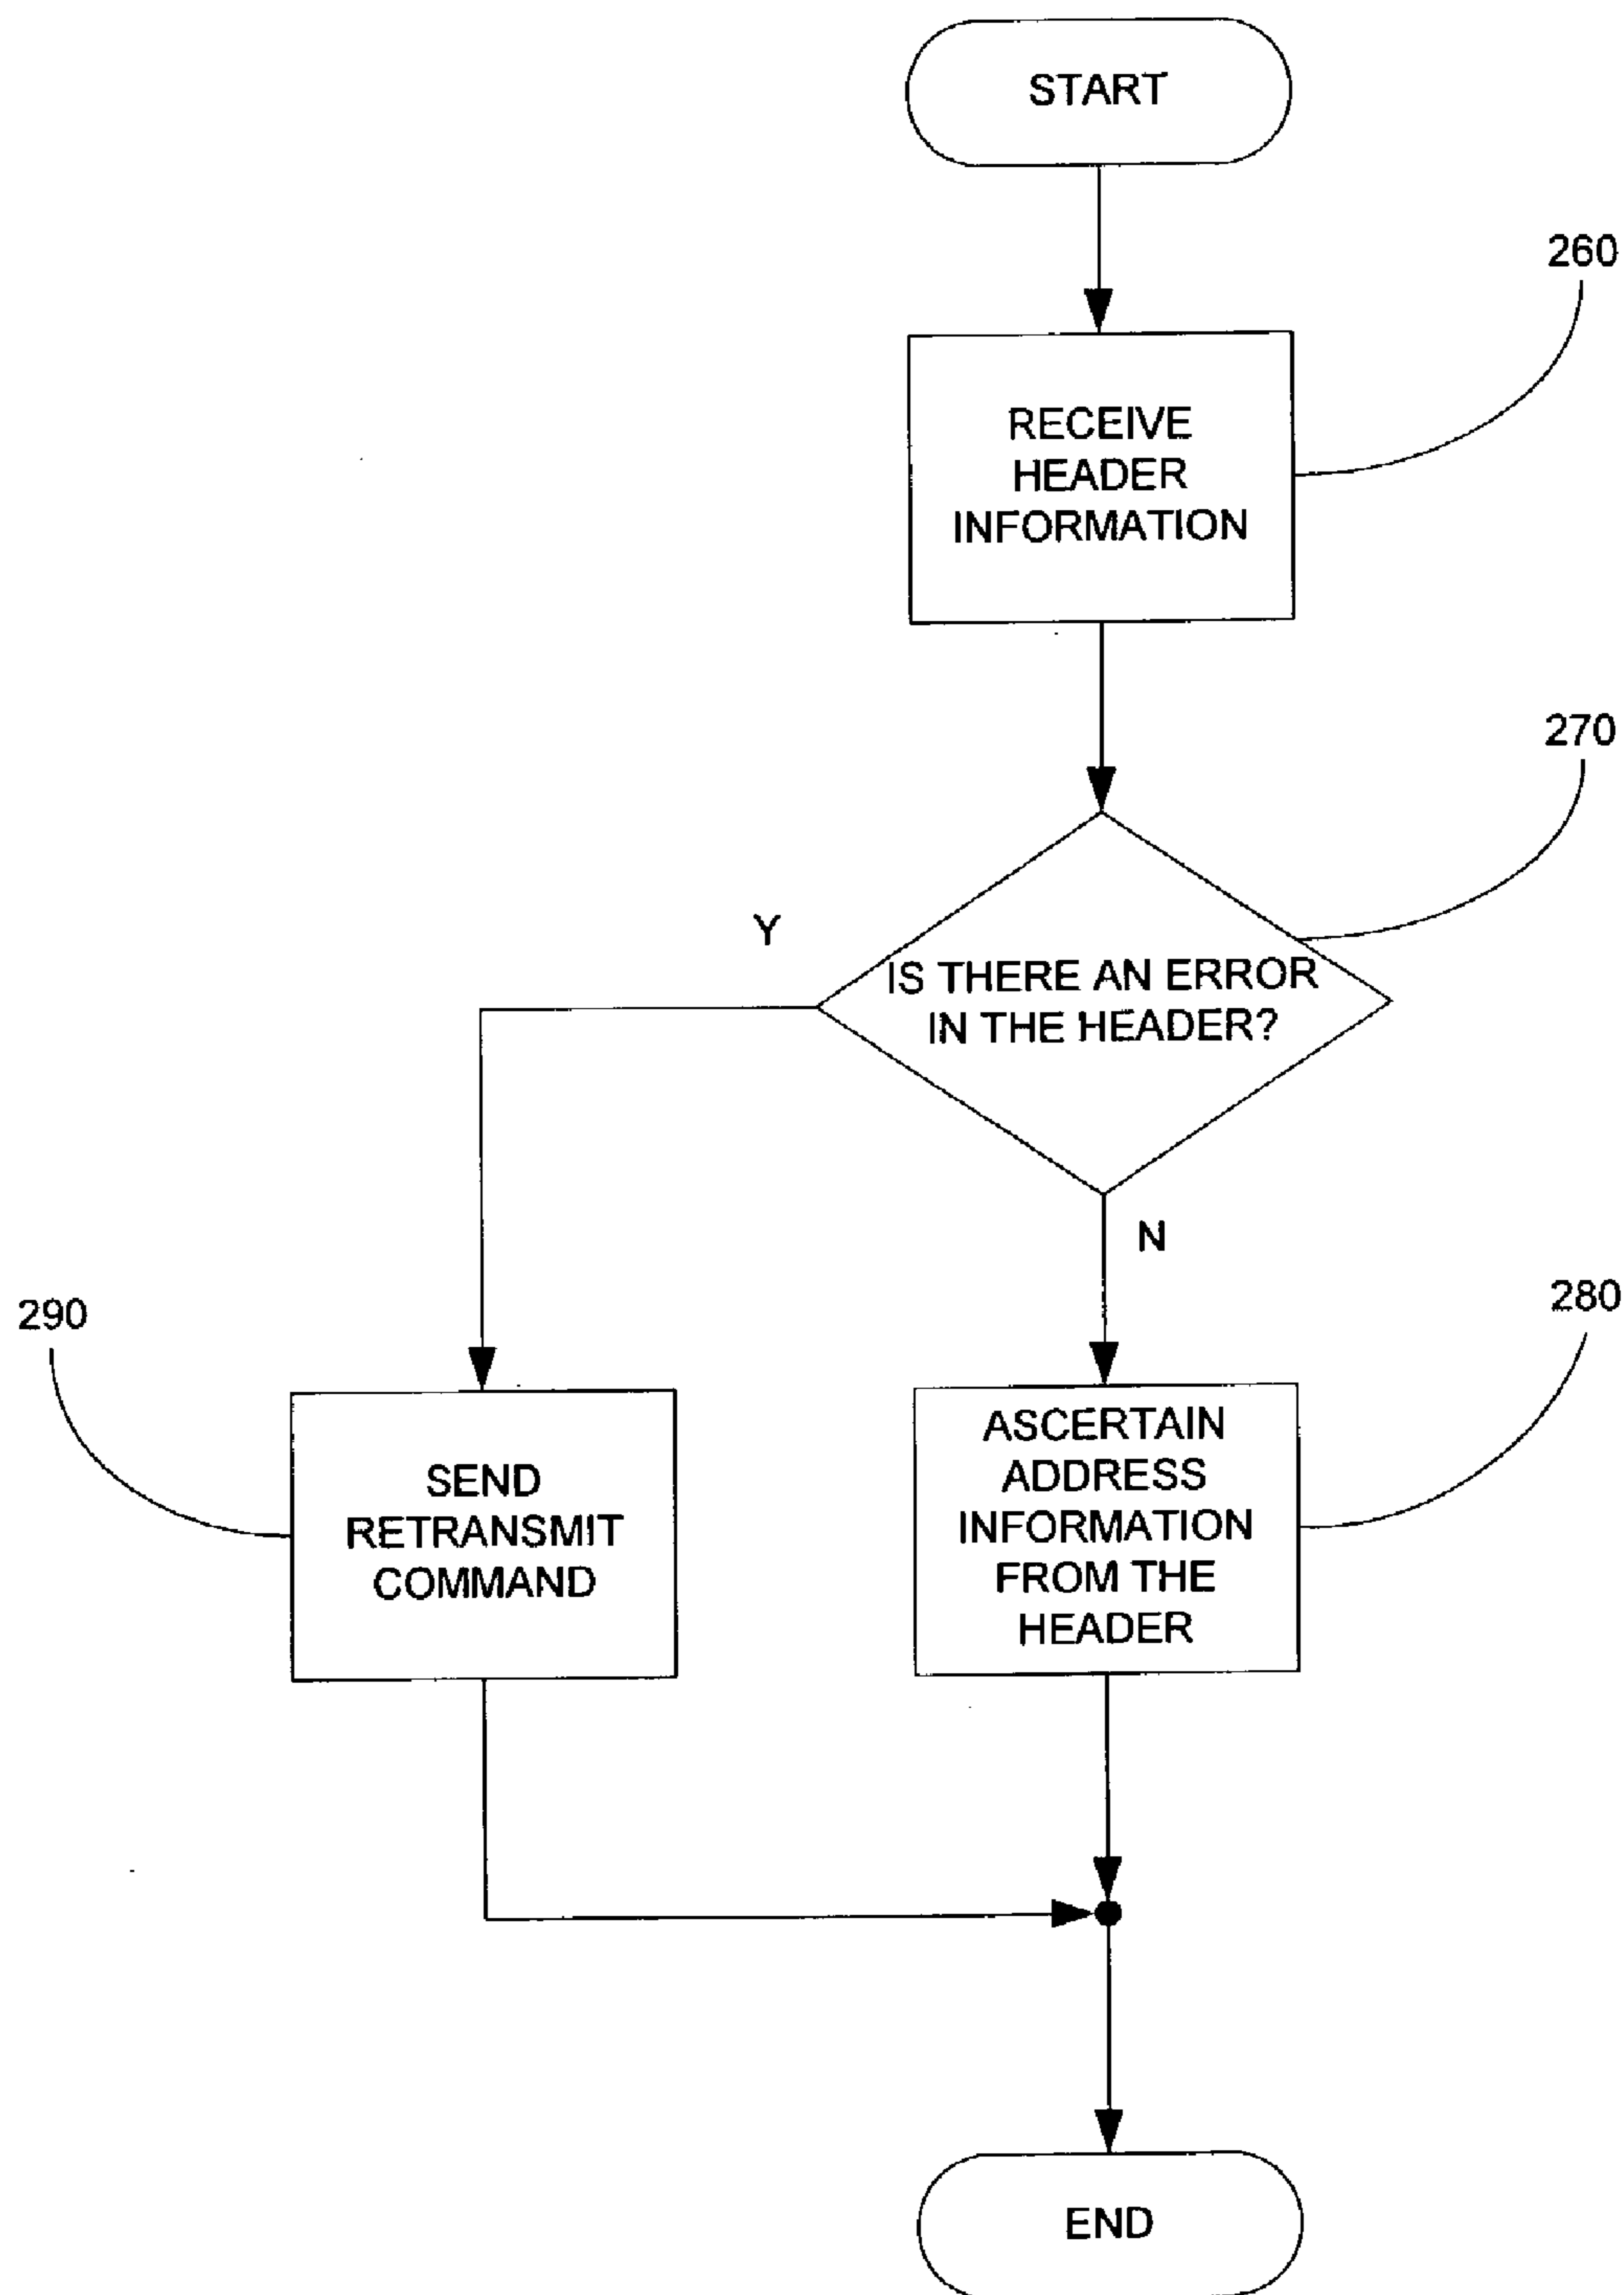 START
260
RECEIVE
HEADER
INFORMATION
270
Y
IS THERE AN ERROR
IN THE HEADER?
N
290
280
SEND
RETRANSMIT
COMMAND
ASCERTAIN
ADDRESS
INFORMATION
FROM THE
HEADER
END